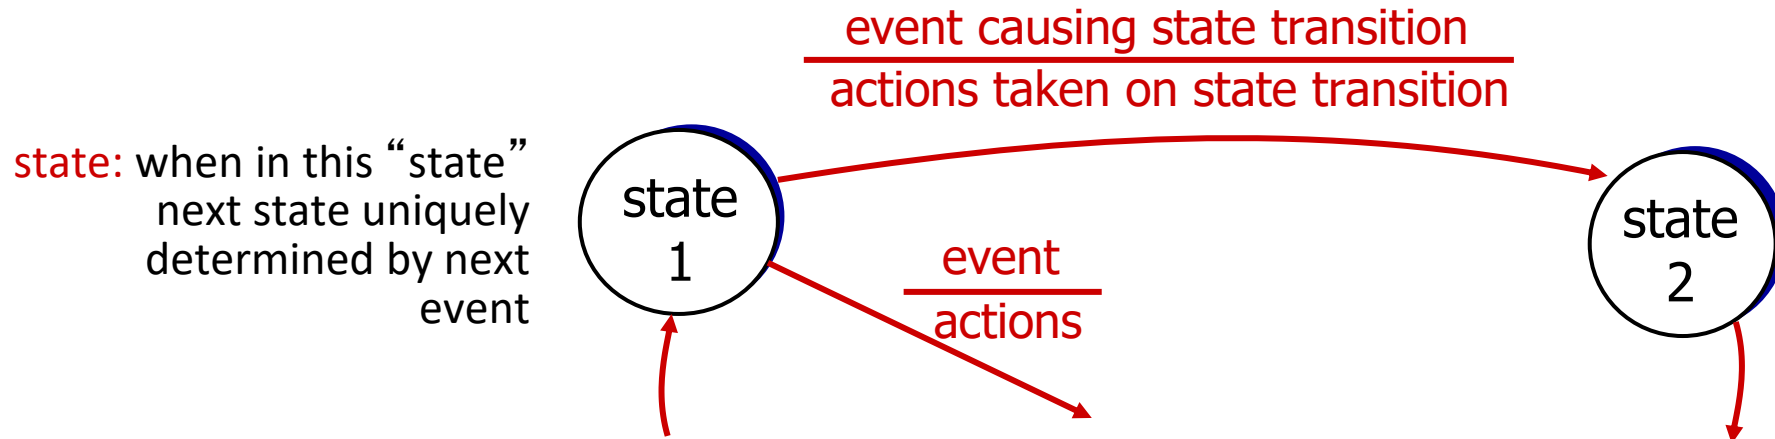 event causing state transition
actions taken on state transition
state: when in this “state”
next state uniquely
determined by next
event
state
1
event
actions
state
2